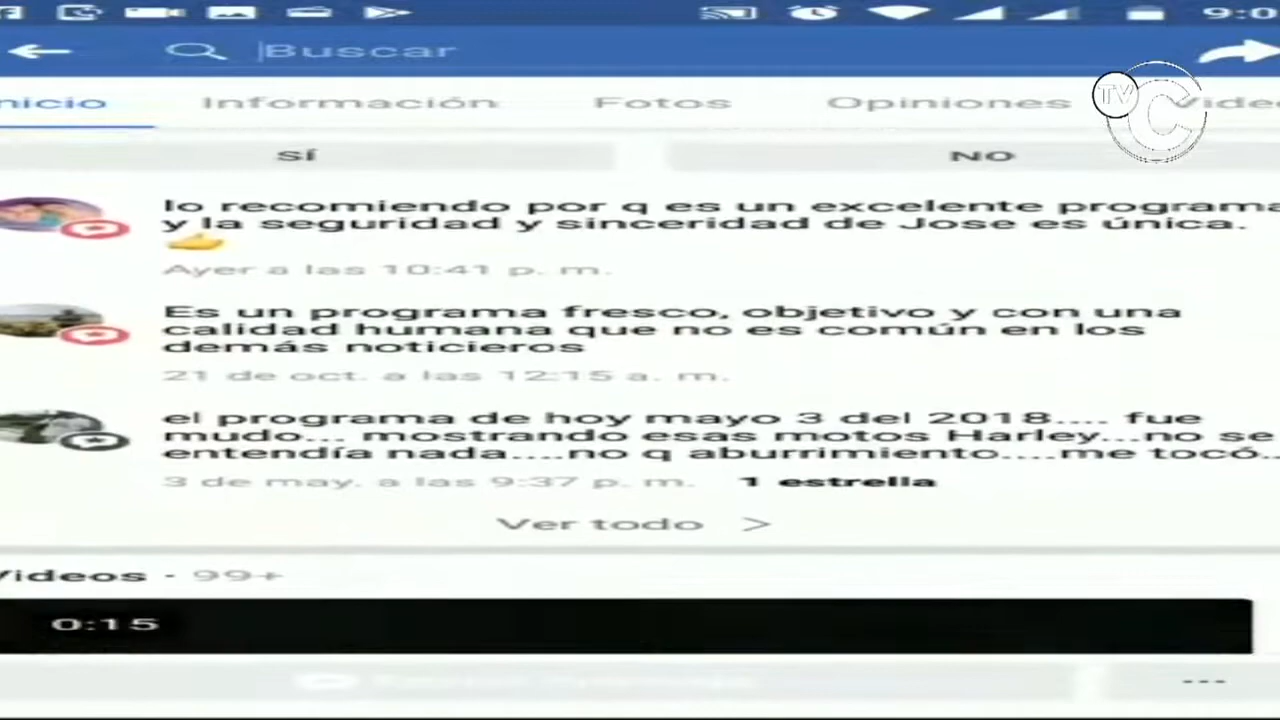 9:0
Buscar
nicio Información Fotos Opiniones Vide
TV C
SÍ NO
lo recomiendo por q es un excelente programa
y la seguridad y sinceridad de Jose es única.
Ayer a las 10:41 p. m.
Es un programa fresco, objetivo y con una
calidad humana que no es común en los
demás noticieros
21 de oct. a las 12:15 a. m.
el programa de hoy mayo 3 del 2018.... fue
mudo... mostrando esas motos Harley...no se
entendía nada....no q aburrimiento....me tocó..
3 de may. a las 9:37 p. m. 1 estrella
Ver todo >
Videos · 99+
0:15